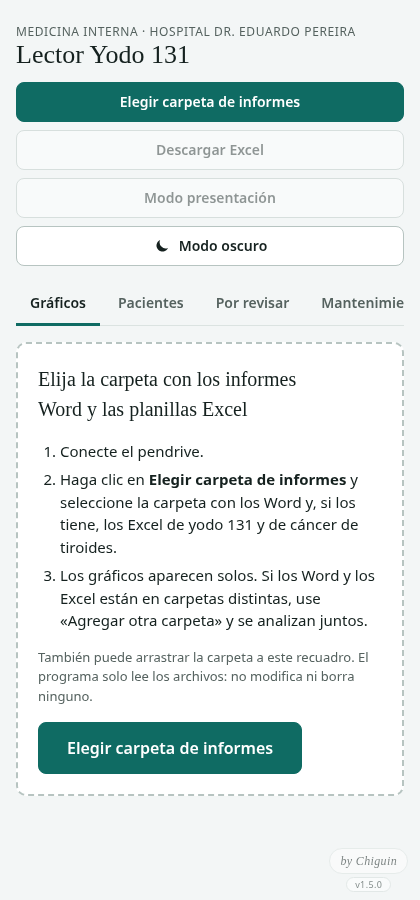 MEDICINA INTERNA · HOSPITAL DR. EDUARDO PEREIRA
Lector Yodo 131
Elegir carpeta de informes
Descargar Excel
Modo presentación
Modo oscuro
Gráficos Pacientes Por revisar Mantenimie
Elija la carpeta con los informes
Word y las planillas Excel
1. Conecte el pendrive.
2. Haga clic en Elegir carpeta de informes y
seleccione la carpeta con los Word y, si los
tiene, los Excel de yodo 131 y de cáncer de
tiroides.
3. Los gráficos aparecen solos. Si los Word y los
Excel están en carpetas distintas, use
«Agregar otra carpeta» y se analizan juntos.
También puede arrastrar la carpeta a este recuadro. El
programa solo lee los archivos: no modifica ni borra
ninguno.
Elegir carpeta de informes
by Chiguin
v1.5.0